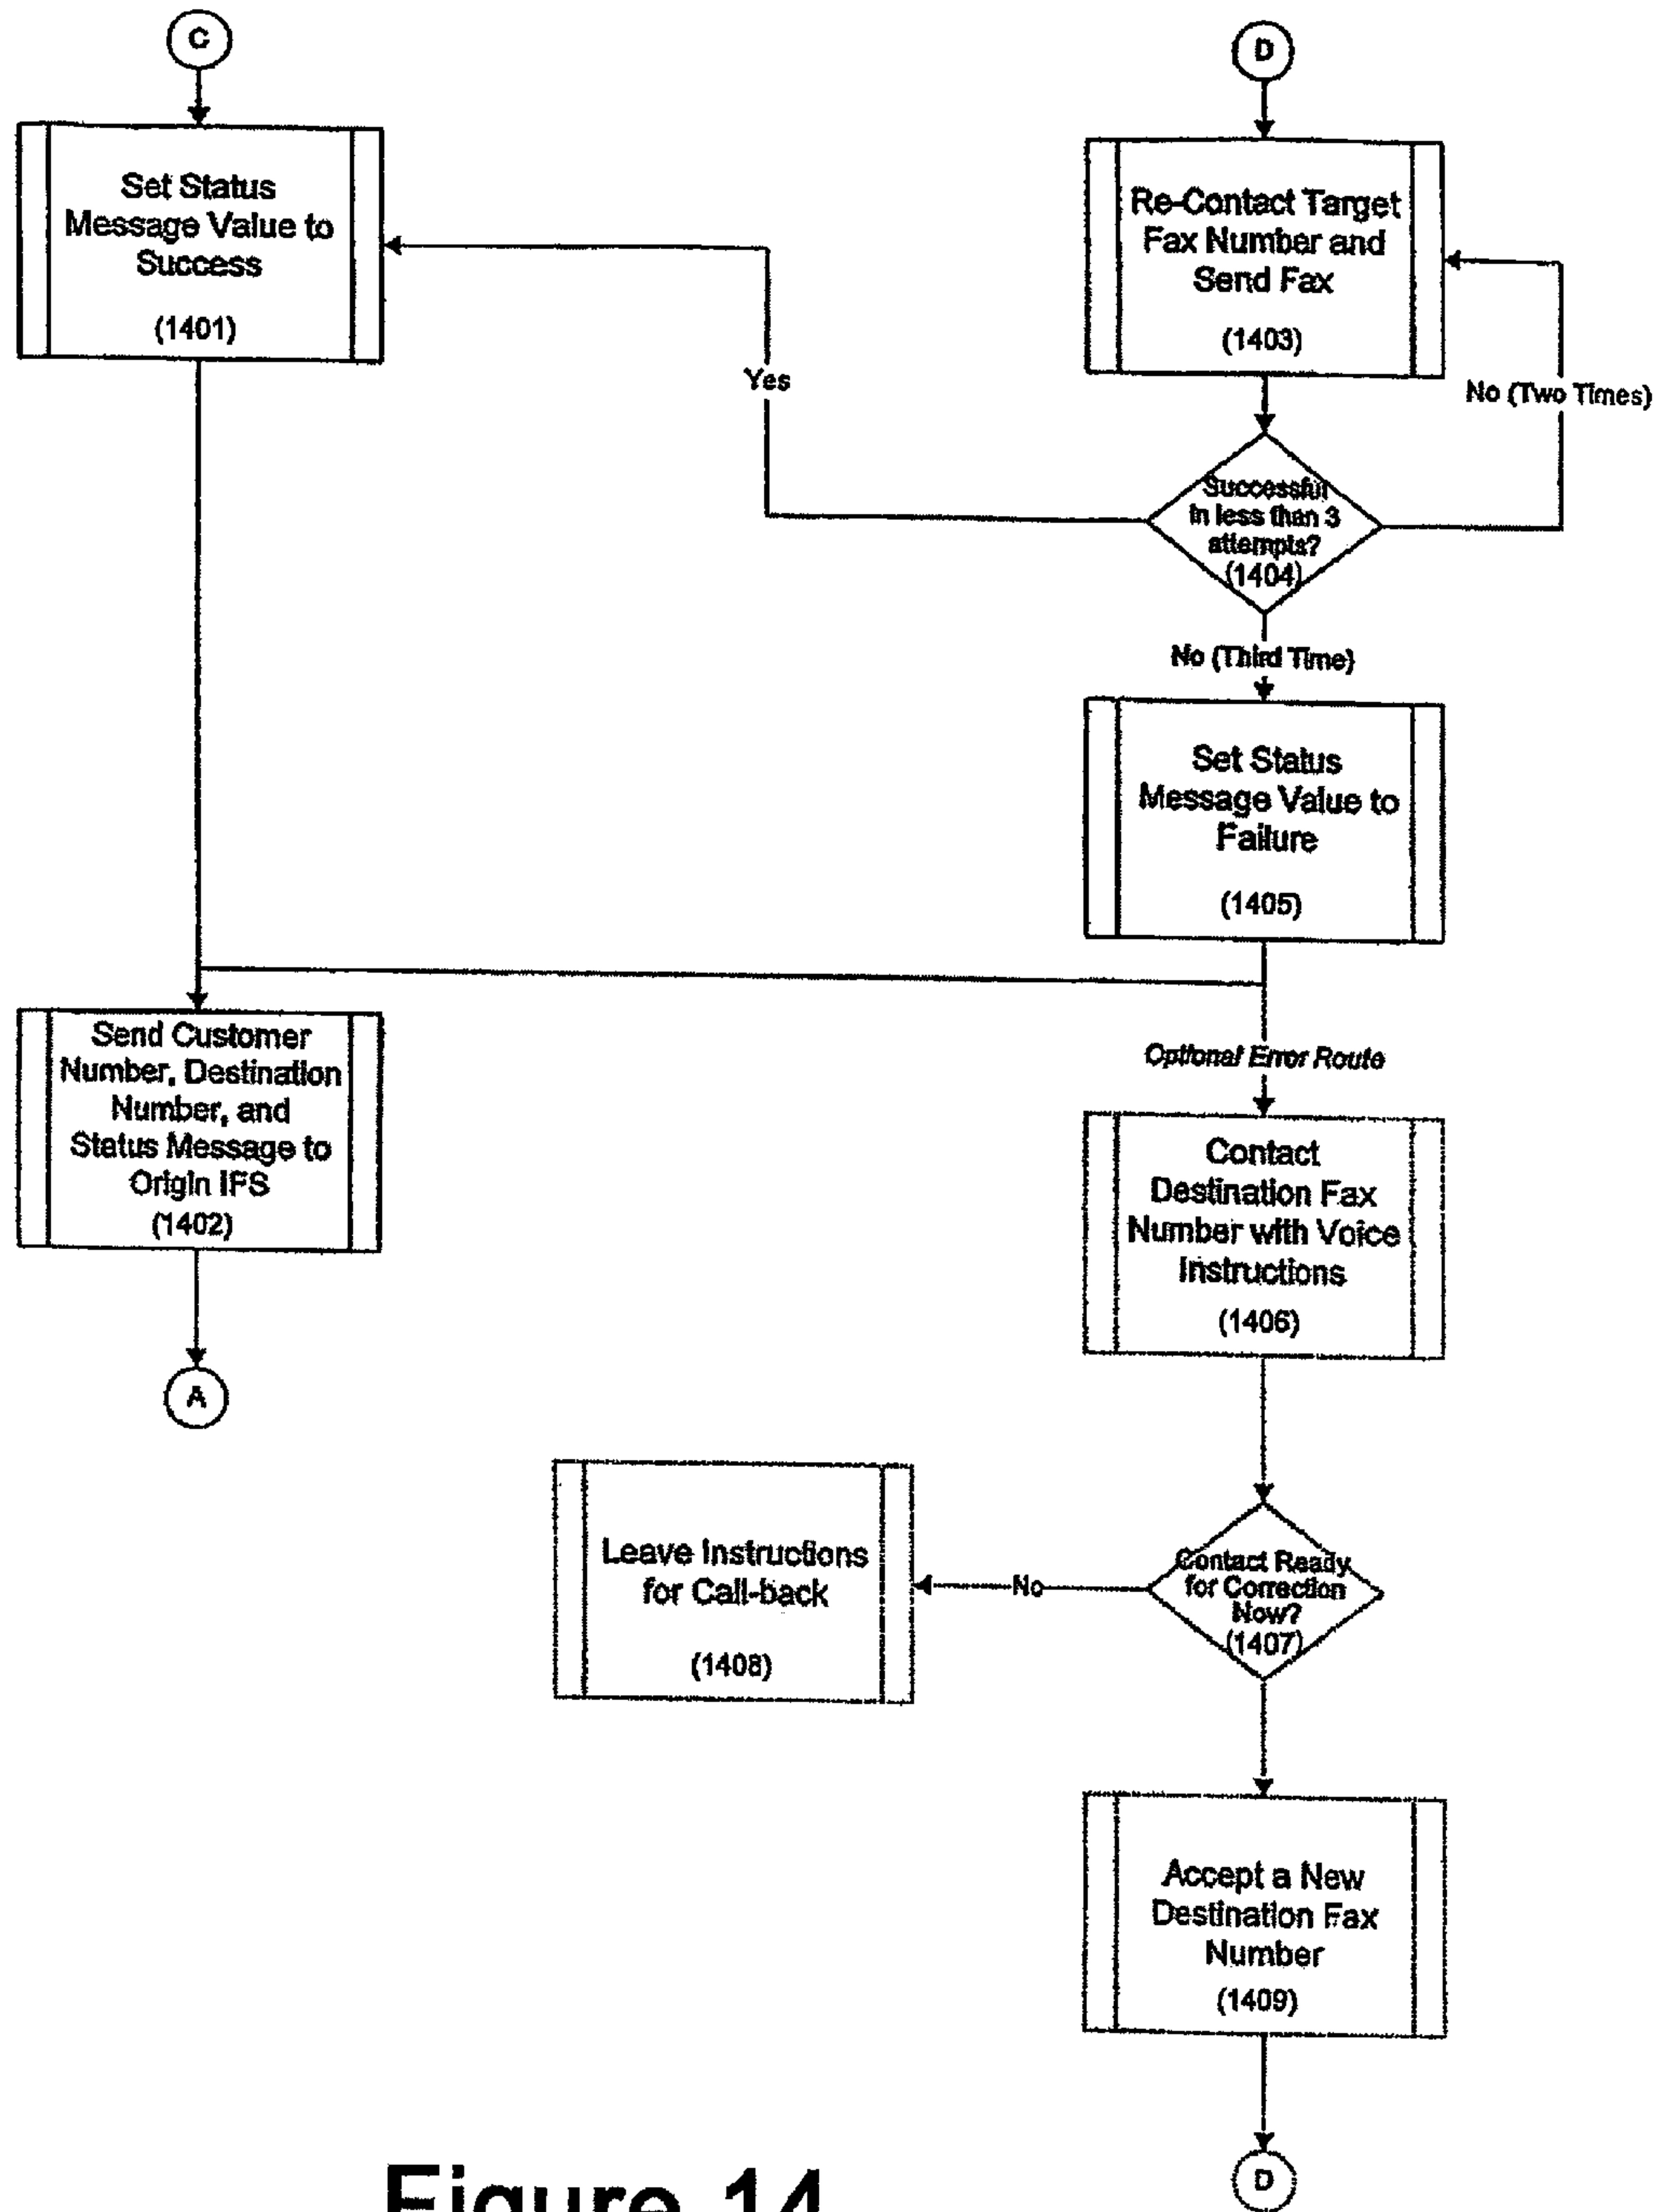 C
Set Status
Message Value to
Success
(1401)
D
Re-Contact Target
Fax Number and
Send Fax
(1403)
Yes
No (Two Times)
Successful
in less than 3
attempts?
(1404)
No (Third Time)
Set Status
Message Value to
Failure
(1405)
Send Customer
Number, Destination
Number, and
Status Message to
Origin IFS
(1402)
A
Optional Error Route
Contact
Destination Fax
Number with Voice
Instructions
(1406)
Contact Ready
for Correction
Now?
(1407)
No
Leave Instructions
for Call-back
(1408)
Accept a New
Destination Fax
Number
(1409)
D
Figure 14